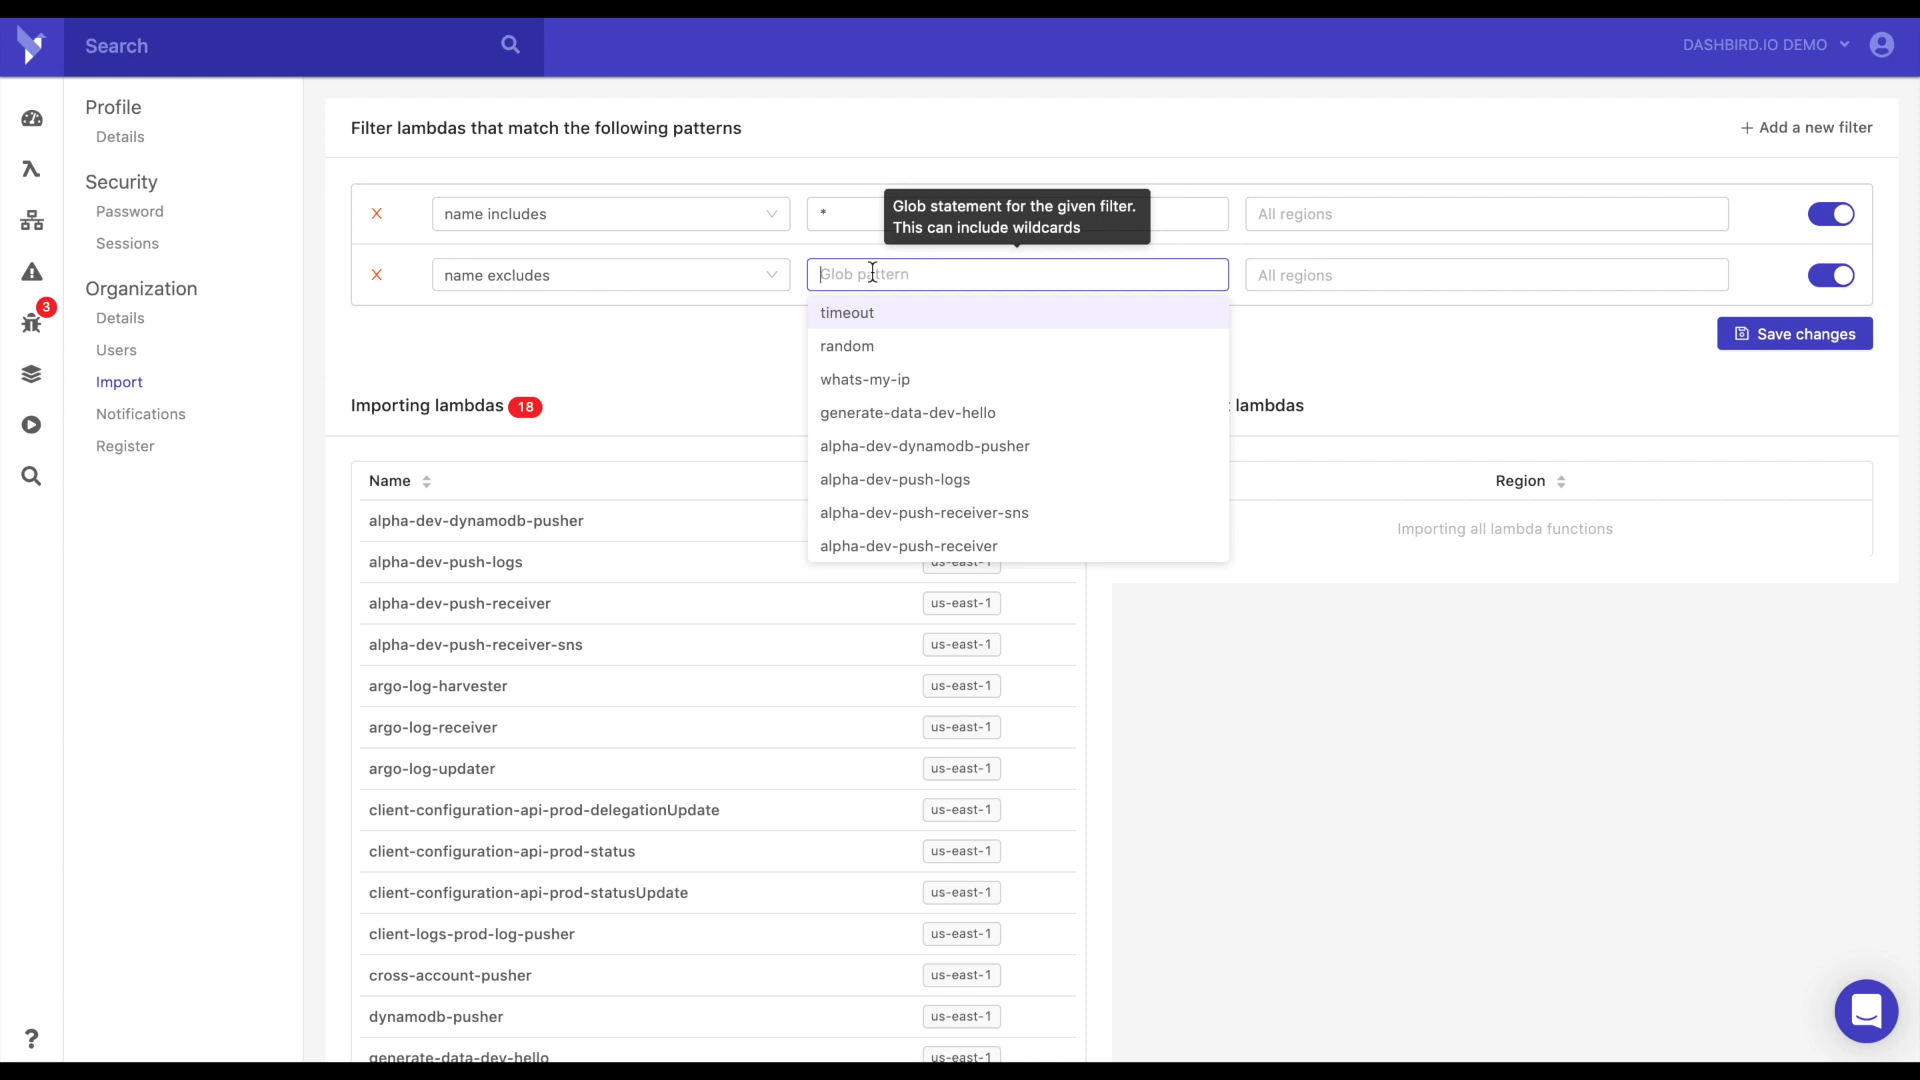 Search
DASHBIRD.IO DEMO
Profile
Details
Security
Password
Sessions
Organization
3
Details
Users
Import
Notifications
Register
?
Filter lambdas that match the following patterns
+ Add a new filter
X name includes * All regions
Glob statement for the given filter.
This can include wildcards
X name excludes Glob pattern All regions
timeout
random
whats-my-ip
generate-data-dev-hello
alpha-dev-dynamodb-pusher
alpha-dev-push-logs
alpha-dev-push-receiver-sns
alpha-dev-push-receiver
Save changes
Importing lambdas 18
Name
alpha-dev-dynamodb-pusher
alpha-dev-push-logs us-east-1
alpha-dev-push-receiver us-east-1
alpha-dev-push-receiver-sns us-east-1
argo-log-harvester us-east-1
argo-log-receiver us-east-1
argo-log-updater us-east-1
client-configuration-api-prod-delegationUpdate us-east-1
client-configuration-api-prod-status us-east-1
client-configuration-api-prod-statusUpdate us-east-1
client-logs-prod-log-pusher us-east-1
cross-account-pusher us-east-1
dynamodb-pusher us-east-1
generate-data-dev-hello us-east-1
lambdas
Region
Importing all lambda functions